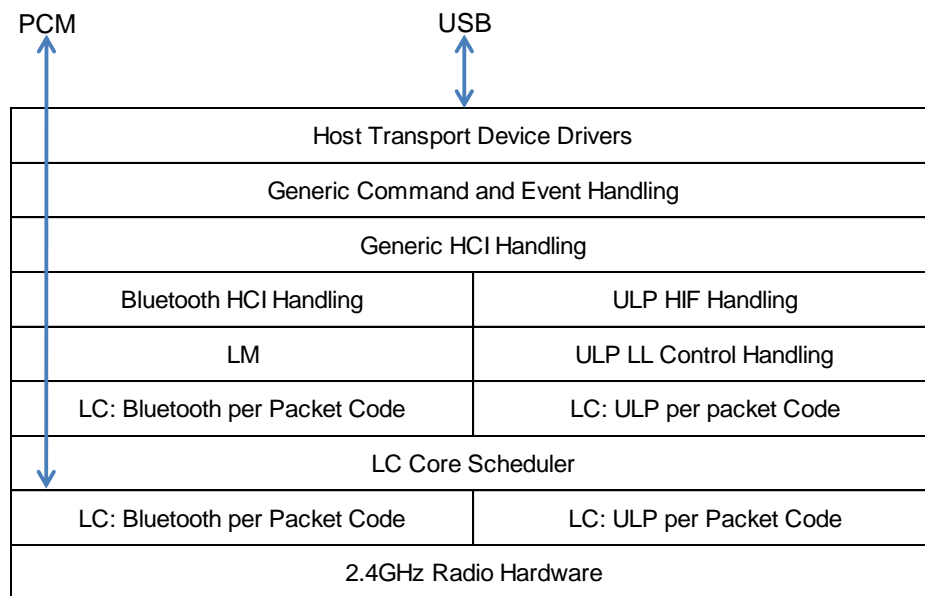 PCM
USB
Host Transport Device Drivers
Generic Command and Event Handling
Generic HCI Handling
Bluetooth HCI Handling
ULP HIF Handling
LM
ULP LL Control Handling
LC: Bluetooth per Packet Code
LC: ULP per packet Code
LC Core Scheduler
LC: Bluetooth per Packet Code
LC: ULP per Packet Code
2.4GHz Radio Hardware